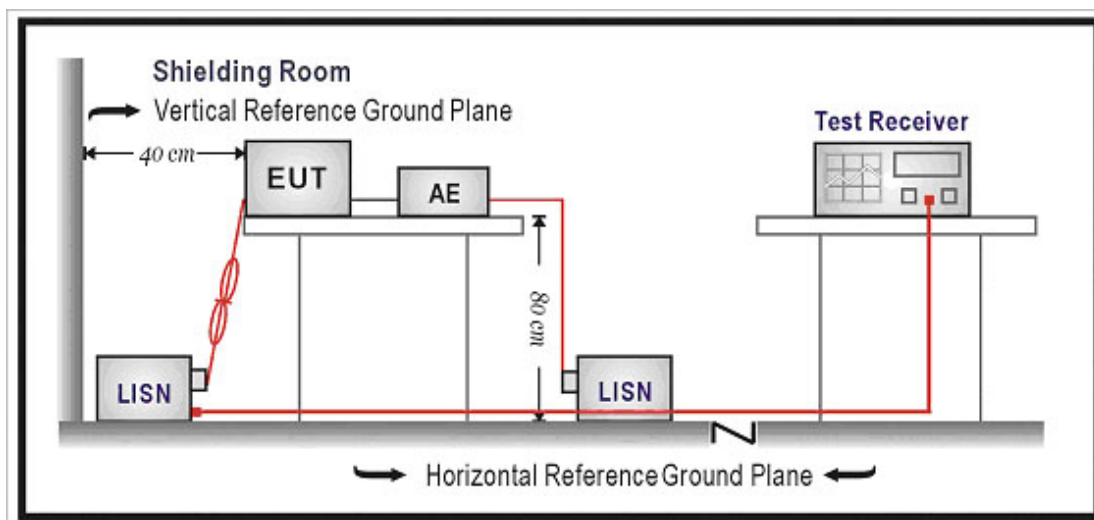 Shielding Room
Vertical Reference Ground Plane
40 cm
EUT
AE
Test Receiver
80 cm
LISN
LISN
Horizontal Reference Ground Plane